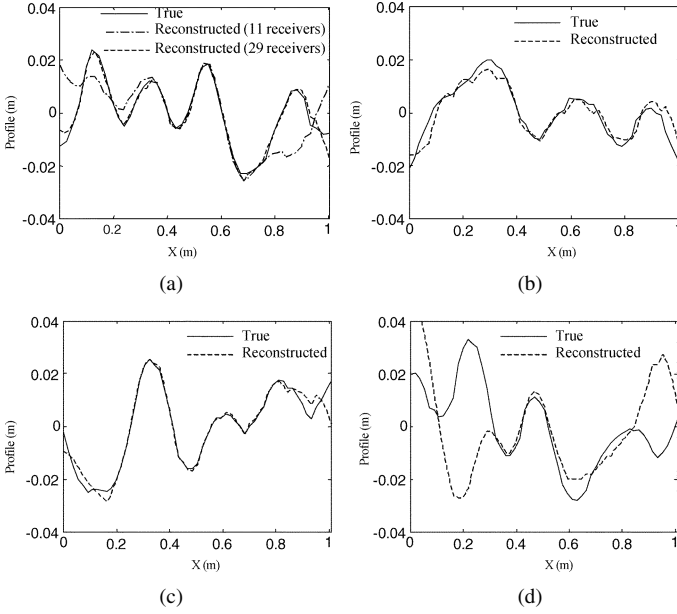 True
Reconstructed (11 receivers)
Reconstructed (29 receivers)
0.04
0.02
0
-0.02
-0.04
Profile (m)
0
0.2
0.4
0.6
0.8
1
X (m)
(a)
True
Reconstructed
0.04
0.02
0
-0.02
-0.04
Profile (m)
0
0.2
0.4
0.6
0.8
1
X (m)
(b)
True
Reconstructed
0.04
0.02
0
-0.02
-0.04
Profile (m)
0
0.2
0.4
0.6
0.8
1
X (m)
(c)
True
Reconstructed
0.04
0.02
0
-0.02
-0.04
Profile (m)
0
0.2
0.4
0.6
0.8
1
X (m)
(d)